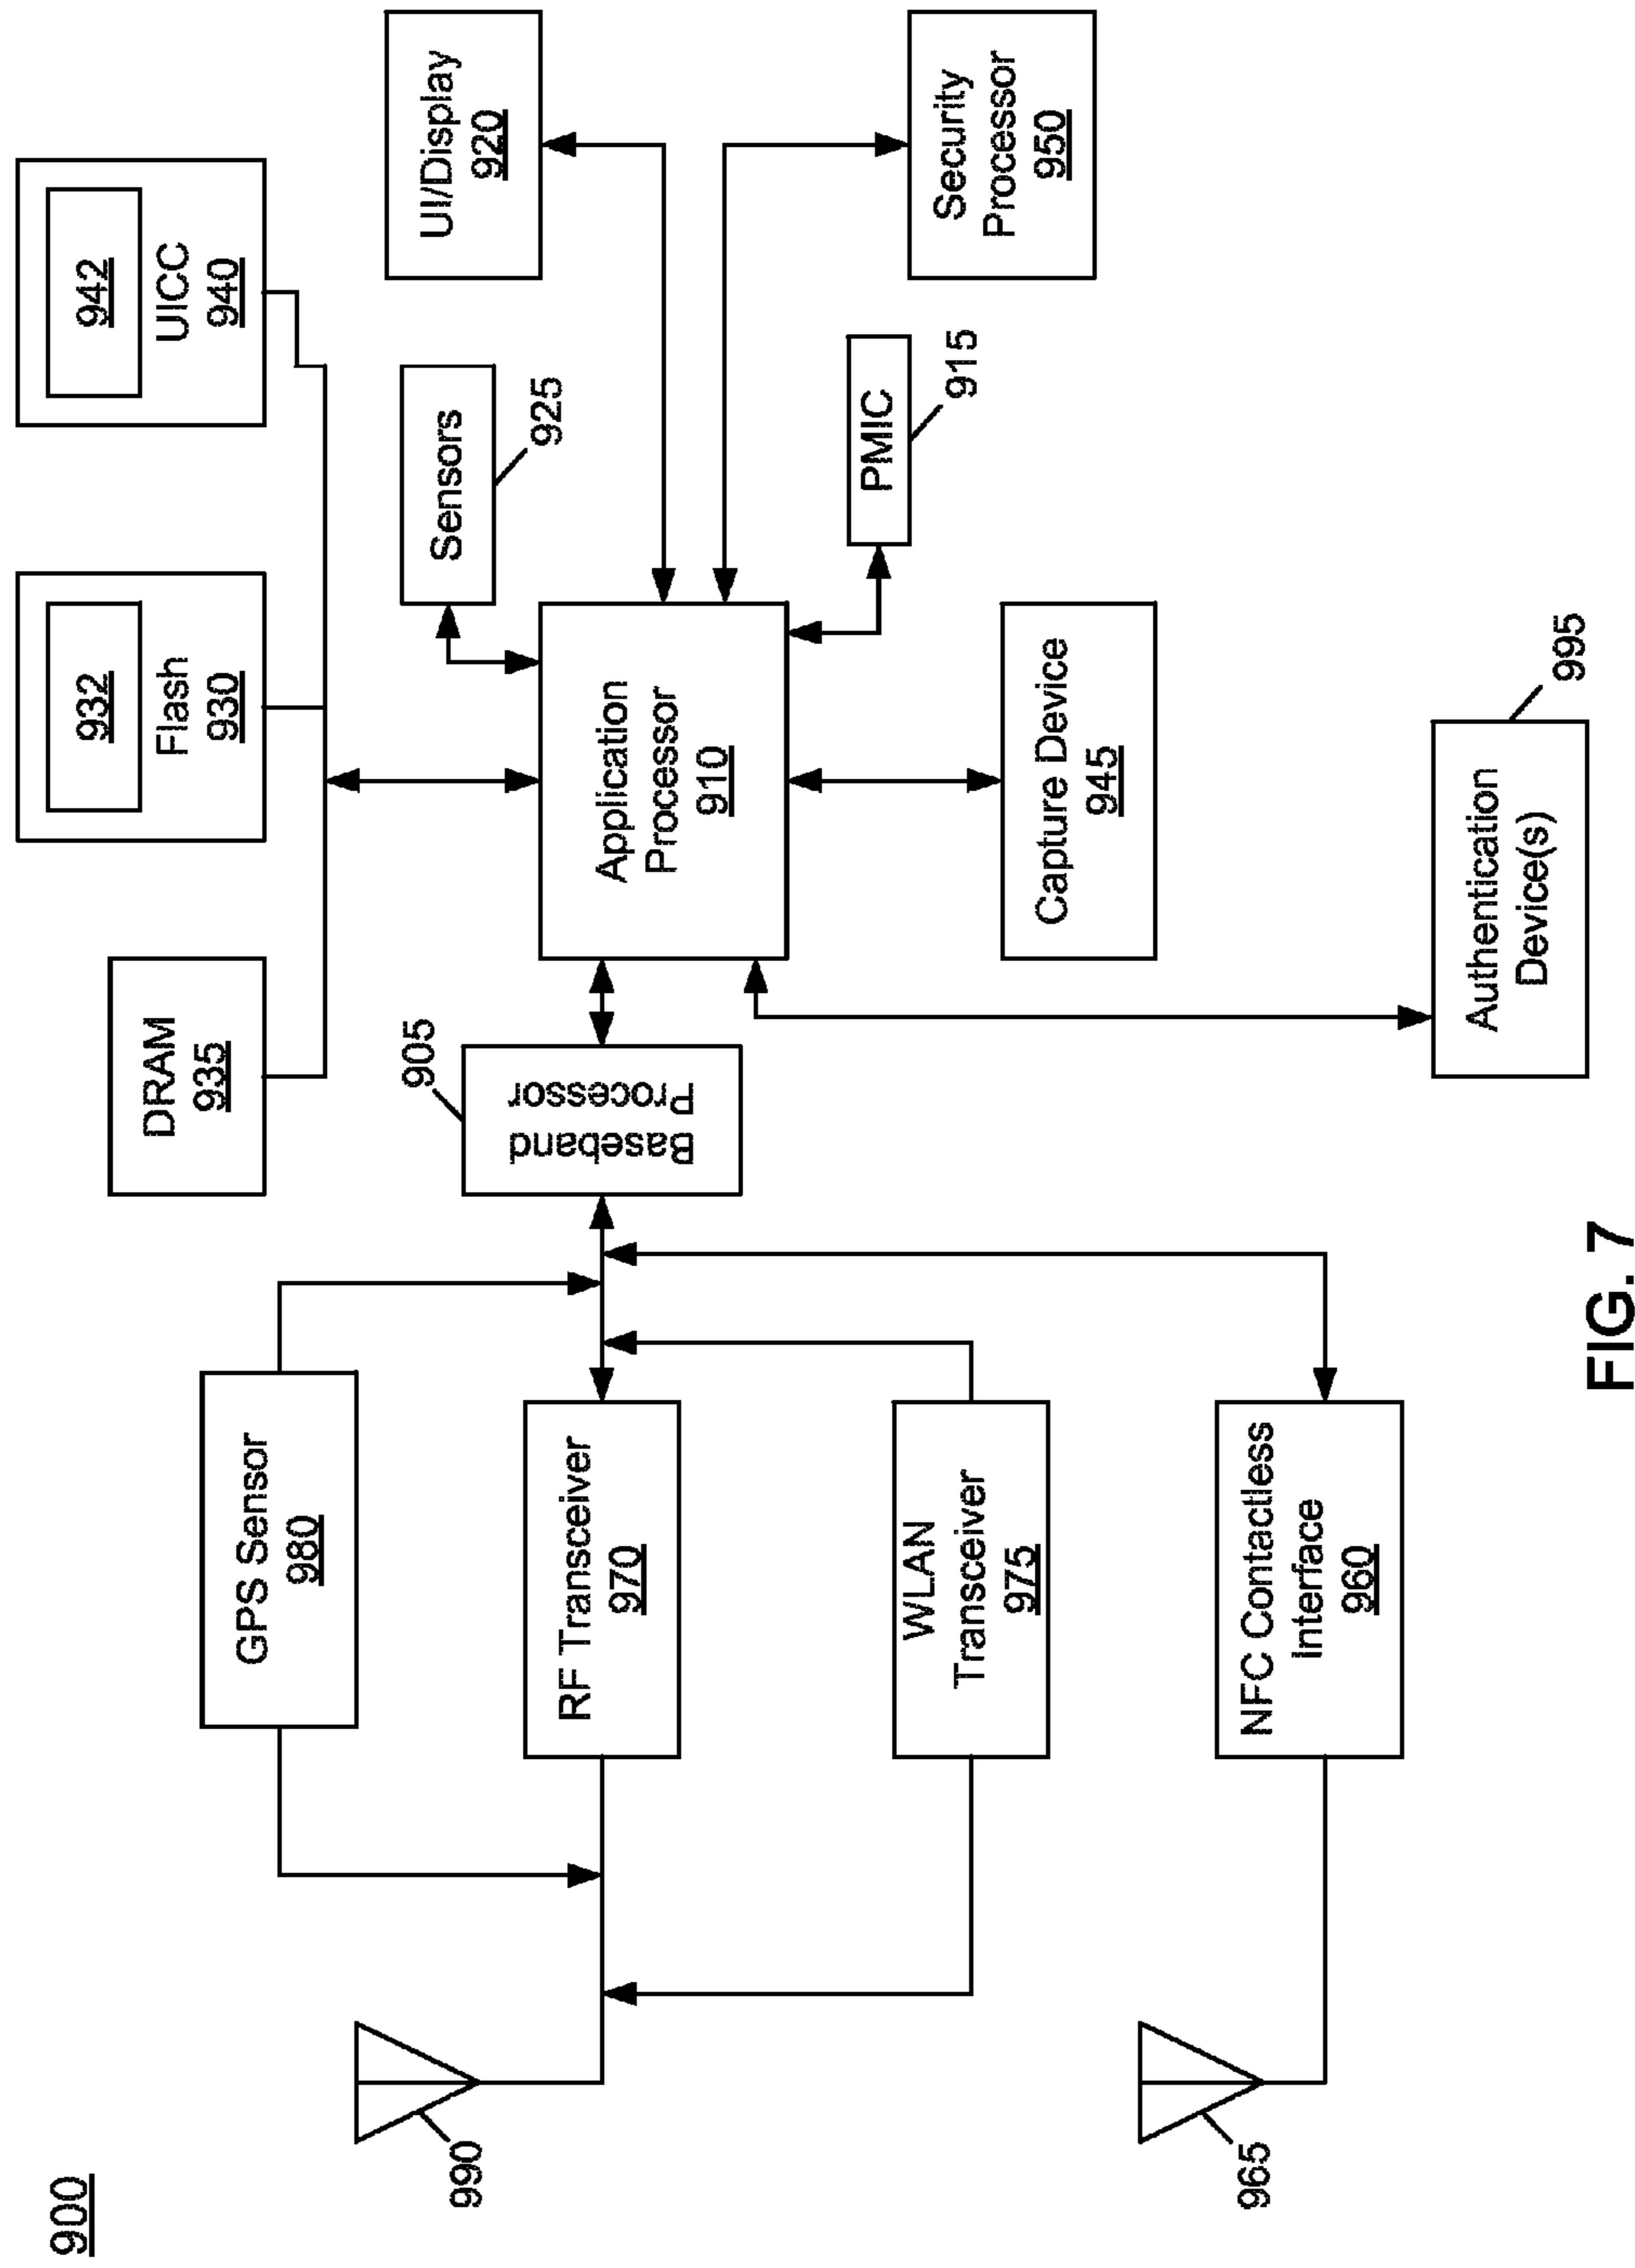 900
DRAM
935
932
Flash
930
942
UICC
940
GPS Sensor
980
905
Sensors
925
UI/Display
920
990
RF Transceiver
970
Baseband
Processor
Application
Processor
910
WLAN
Transceiver
975
PMIC
915
Security
Processor
950
Capture Device
945
965
NFC Contactless
Interface
960
Authentication
Device(s)
995
FIG. 7